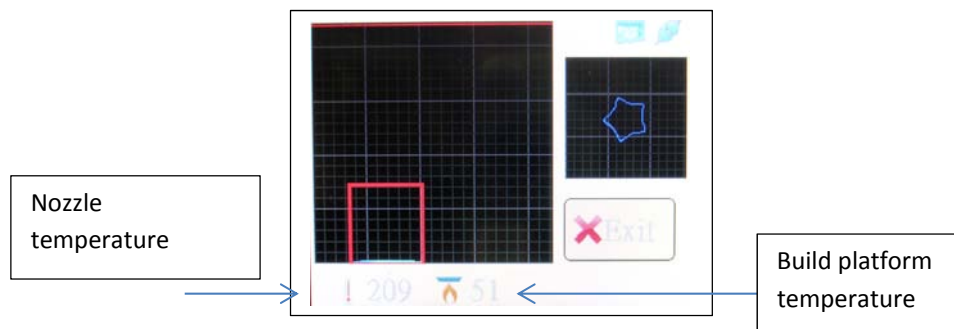 Nozzle
temperature
Exit
209 51
Build platform
temperature